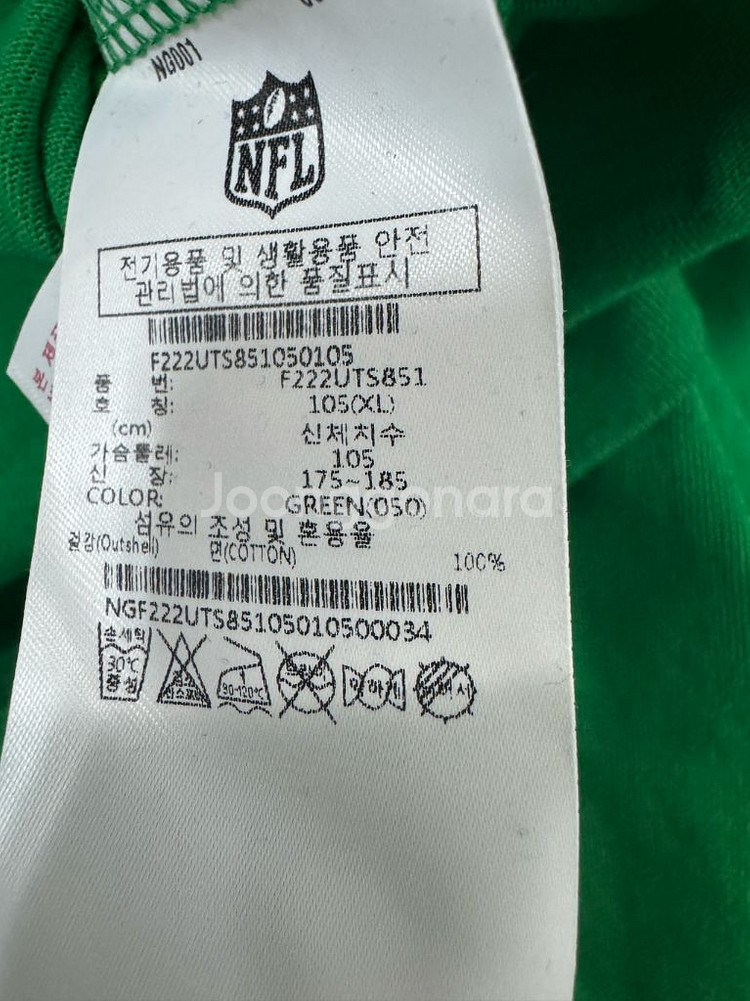 NG001
NFL
전기용품 및 생활용품 안전
관리법에 의한 품질표시
F222UTS851050105
품 번: F222UTS851
호 칭: 105(XL)
(cm) 신체치수
가슴둘레: 105
신 장: 175~185
COLOR: GREEN(050)
Joonggonara
섬유의 조성 및 혼용율
겉감(Outshell) 면(COTTON) 100%
NGF222UTS85105010500034
손세탁
30℃
중성
80-120℃